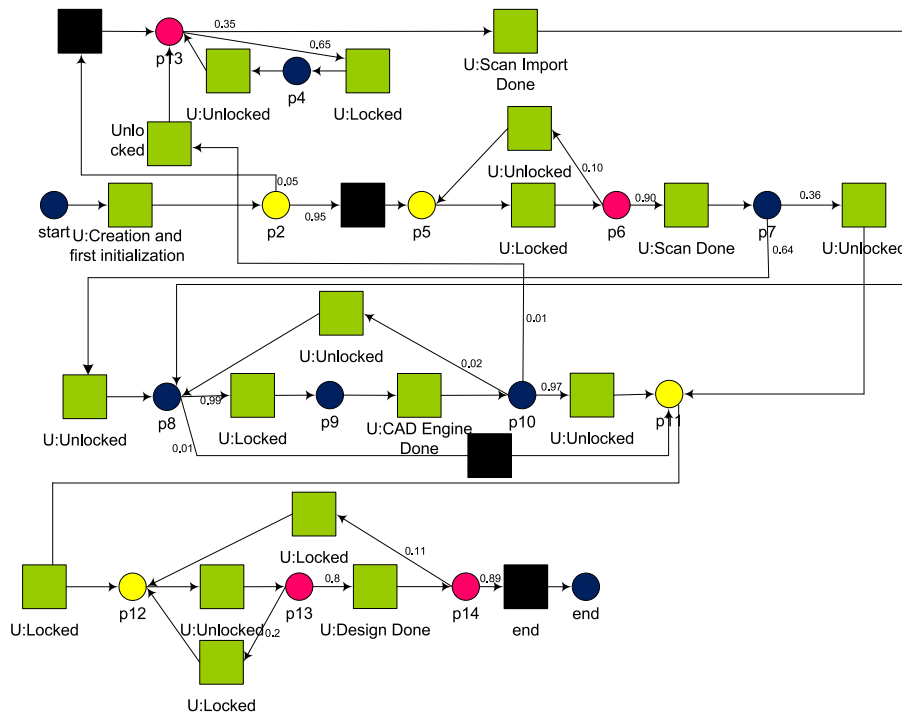 0.35
p13
0.65
U:Scan Import
Done
p4
U:Unlocked
U:Locked
Unlo
cked
U:Unlocked
0.10
0.05
0.95
0.90
0.36
start
p2
p5
p6
p7
U:Creation and
first initialization
U:Locked
U:Scan Done
U:Unlocked
0.64
0.01
U:Unlocked
0.02
0.99
0.97
p8
p9
p10
p11
U:Unlocked
U:Locked
U:CAD Engine
Done
U:Unlocked
0.01
U:Locked
0.11
0.8
0.89
p12
p13
p14
end
end
U:Locked
U:Unlocked
0.2
U:Design Done
U:Locked